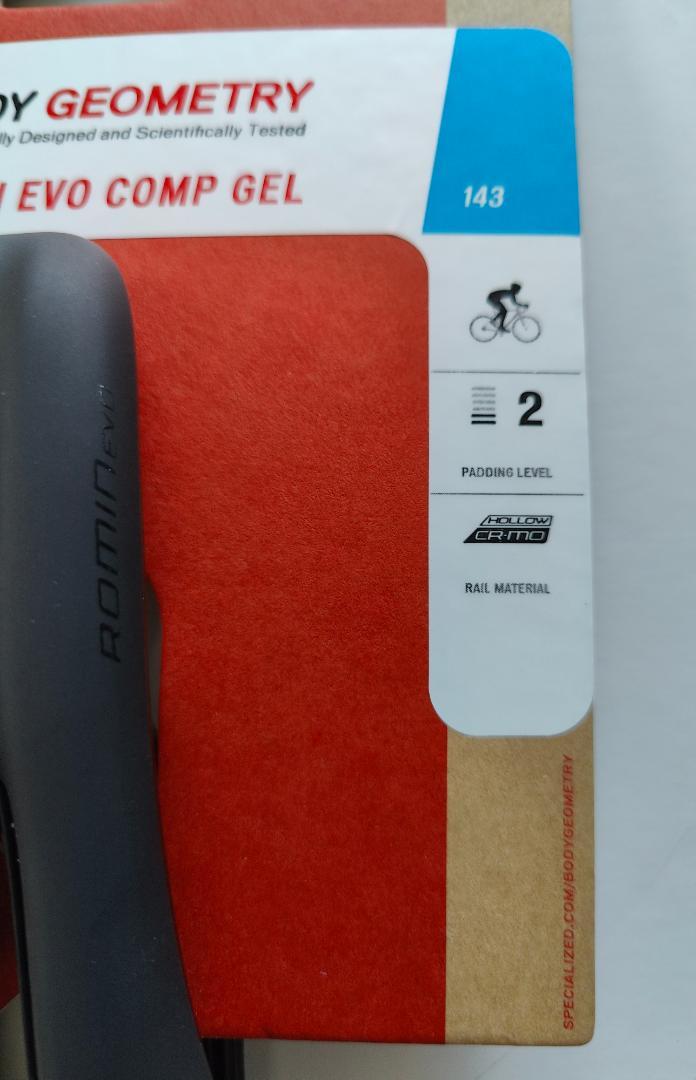 DY GEOMETRY
lly Designed and Scientifically Tested
EVO COMP GEL
143
2
PADDING LEVEL
HOLLOW
CR-MO
RAIL MATERIAL
ROMIN EVO
SPECIALIZED.COM/BODYGEOMETRY